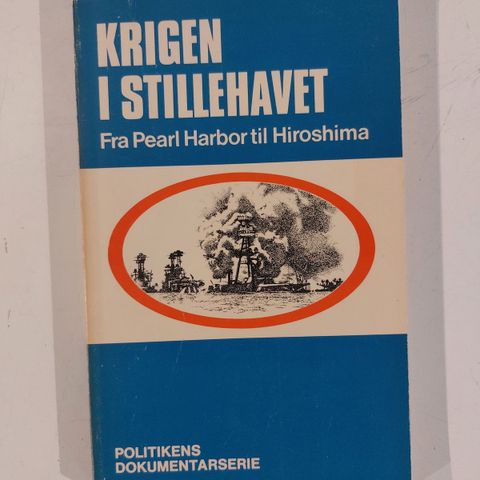 KRIGEN
I STILLEHAVET
Fra Pearl Harbor til Hiroshima
POLITIKENS
DOKUMENTARSERIE